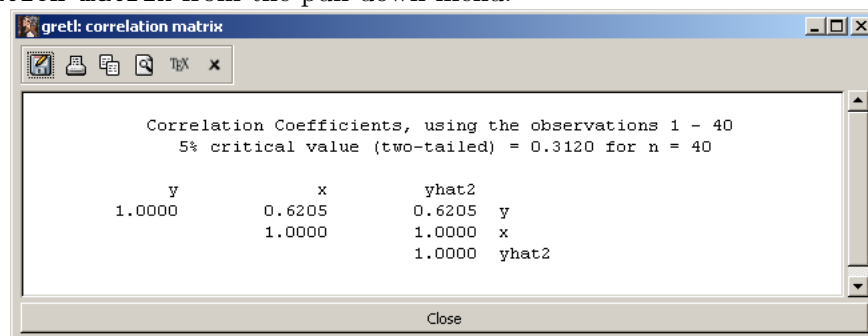 gretl: correlation matrix
TEX
Correlation Coefficients, using the observations 1 - 40
5% critical value (two-tailed) = 0.3120 for n = 40
y x yhat2
1.0000 0.6205 0.6205 y
1.0000 1.0000 x
1.0000 yhat2
Close